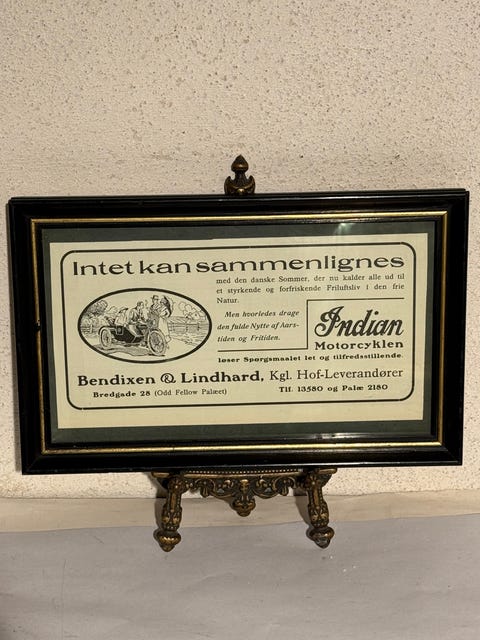 Intet kan sammenlignes
med den danske Sommer, der nu kalder alle ud til
et styrkende og forfriskende Friluftsliv i den frie
Natur.
Men hvorledes drage
den fulde Nytte af Aars-
tiden og Fritiden.
Indian
Motorcyklen
løser Spørgsmaalet let og tilfredsstillende.
Bendixen & Lindhard, Kgl. Hof-Leverandører
Bredgade 28 (Odd Fellow Palæet) Tlf. 13580 og Palæ 2180